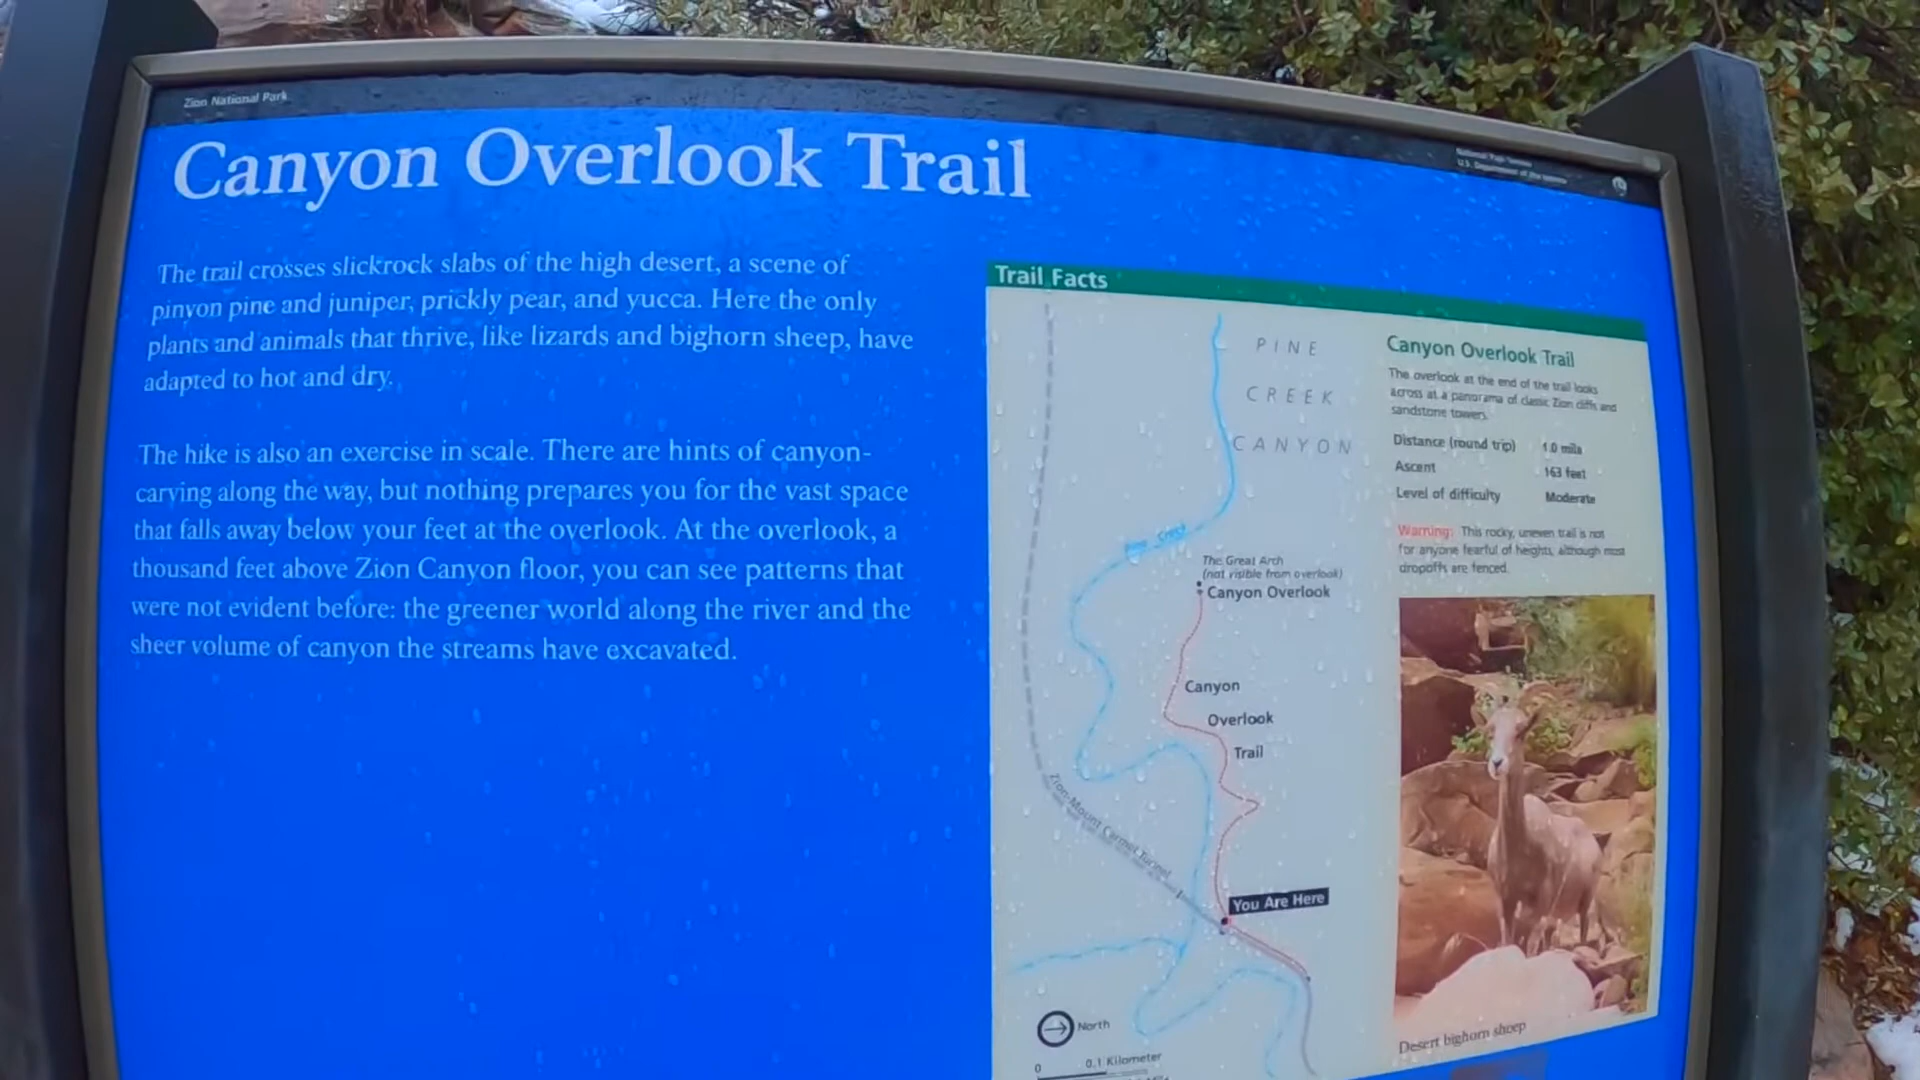 Zion National Park
National Park Service
U.S. Department of the Interior
Canyon Overlook Trail
The trail crosses slickrock slabs of the high desert, a scene of
pinyon pine and juniper, prickly pear, and yucca. Here the only
plants and animals that thrive, like lizards and bighorn sheep, have
adapted to hot and dry.
The hike is also an exercise in scale. There are hints of canyon-
carving along the way, but nothing prepares you for the vast space
that falls away below your feet at the overlook. At the overlook, a
thousand feet above Zion Canyon floor, you can see patterns that
were not evident before: the greener world along the river and the
sheer volume of canyon the streams have excavated.
Trail Facts
PINE
CREEK
CANYON
Creek
The Great Arch
(not visible from overlook)
Canyon Overlook
Canyon
Overlook
Trail
Zion-Mount Carmel Tunnel
You Are Here
North
0 0.1 Kilometer
Canyon Overlook Trail
The overlook at the end of the trail looks
across at a panorama of classic Zion cliffs and
sandstone towers.
Distance (round trip) 1.0 mile
Ascent 163 feet
Level of difficulty Moderate
Warning: This rocky, uneven trail is not
for anyone fearful of heights, although most
dropoffs are fenced.
Desert bighorn sheep